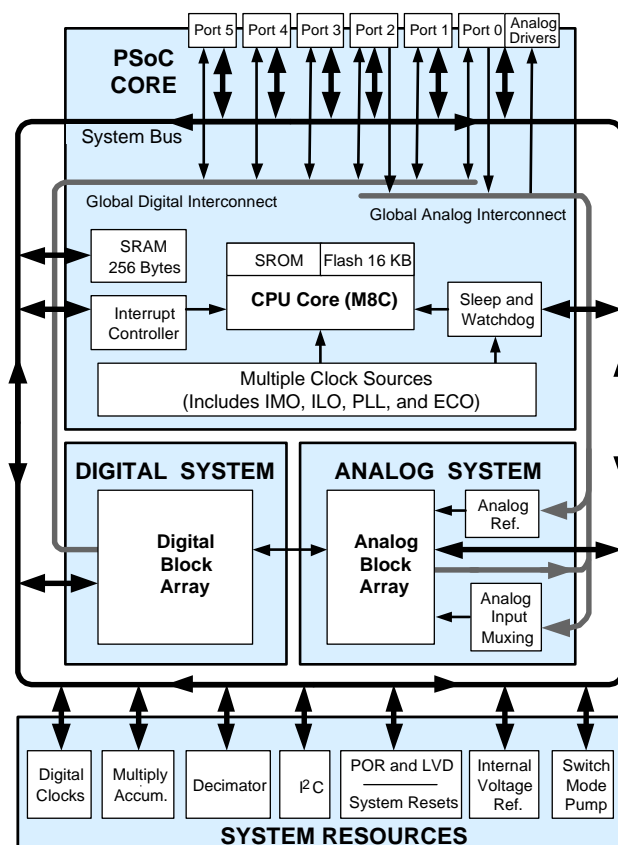 Port 5 Port 4 Port 3 Port 2 Port 1 Port 0 Analog
Drivers
PSoC
CORE
System Bus
Global Digital Interconnect
Global Analog Interconnect
SRAM
256 Bytes
SROM Flash 16 KB
CPU Core (M8C)
Interrupt
Controller
Sleep and
Watchdog
Multiple Clock Sources
(Includes IMO, ILO, PLL, and ECO)
DIGITAL SYSTEM
ANALOG SYSTEM
Digital
Block
Array
Analog
Block
Array
Analog
Ref.
Analog
Input
Muxing
Digital
Clocks
Multiply
Accum.
Decimator
I2C
POR and LVD
System Resets
Internal
Voltage
Ref.
Switch
Mode
Pump
SYSTEM RESOURCES